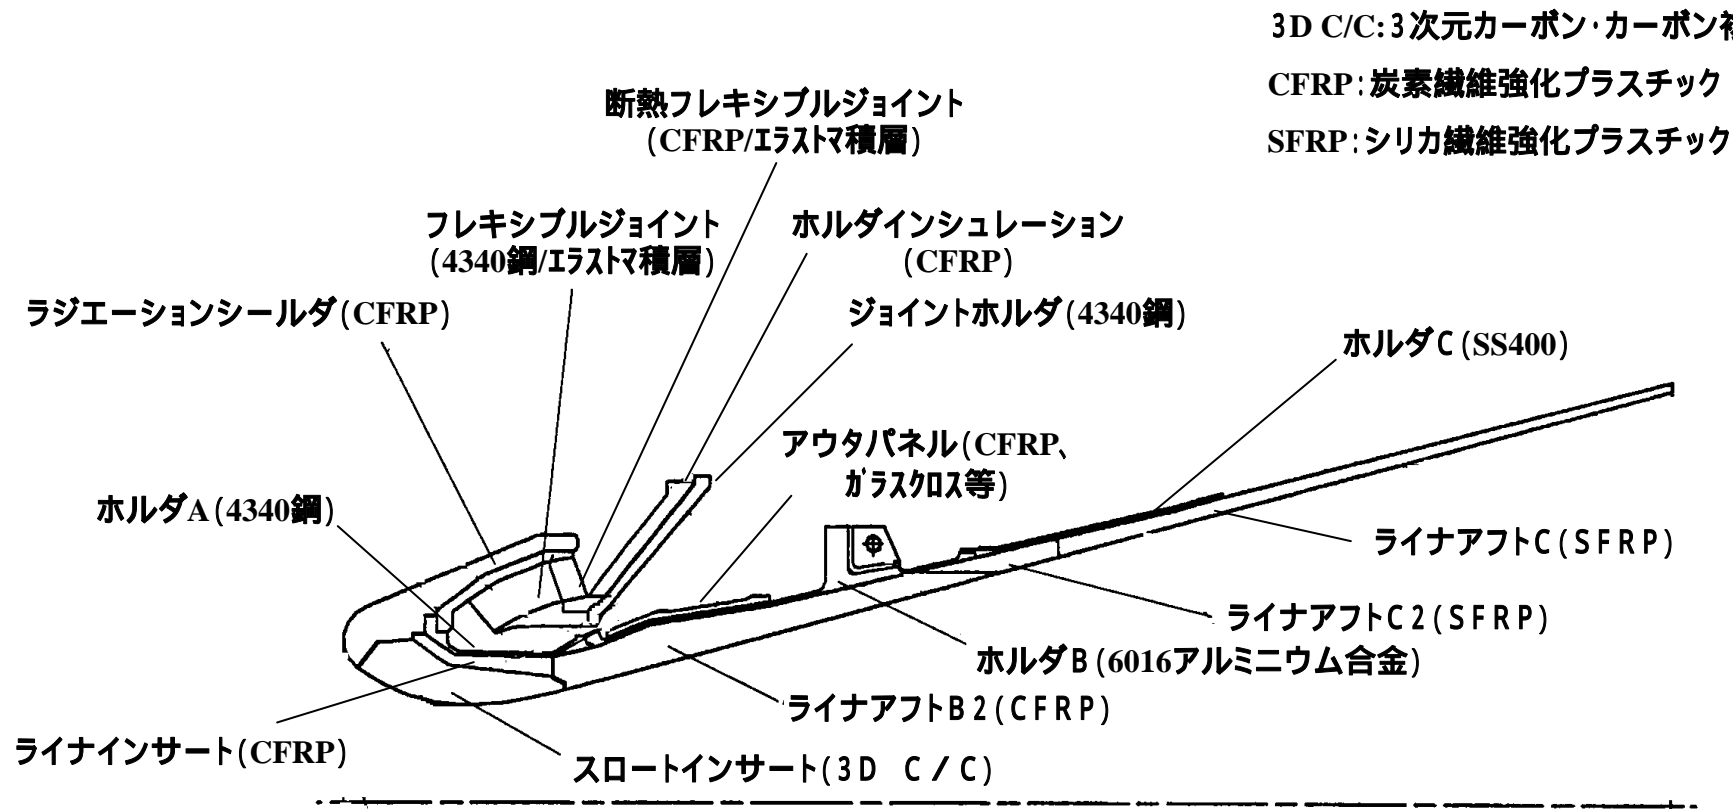 3D C/C:3次元カーボン・カーボン複
CFRP:炭素繊維強化プラスチック
SFRP:シリカ繊維強化プラスチック
断熱フレキシブルジョイント
(CFRP/エラストマ積層)
フレキシブルジョイント
(4340鋼/エラストマ積層)
ホルダインシュレーション
(CFRP)
ラジエーションシールダ(CFRP)
ジョイントホルダ(4340鋼)
ホルダC(SS400)
アウタパネル(CFRP、
ガラスクロス等)
ホルダA(4340鋼)
ライナアフトC(SFRP)
ライナアフトC2(SFRP)
ホルダB(6016アルミニウム合金)
ライナアフトB2(CFRP)
ライナインサート(CFRP)
スロートインサート(3D C/C)